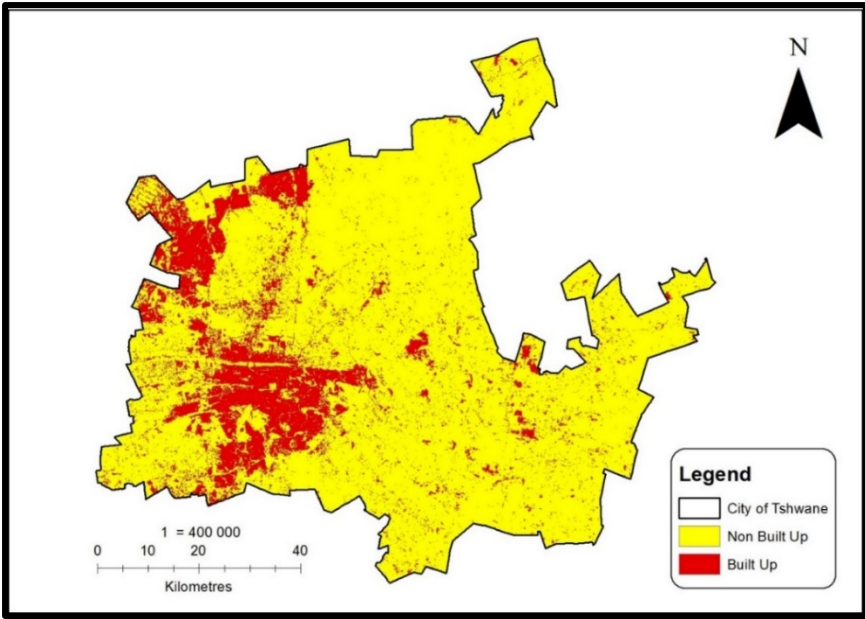 N
Legend
City of Tshwane
Non Built Up
Built Up
1 = 400 000
0 10 20 40
Kilometres